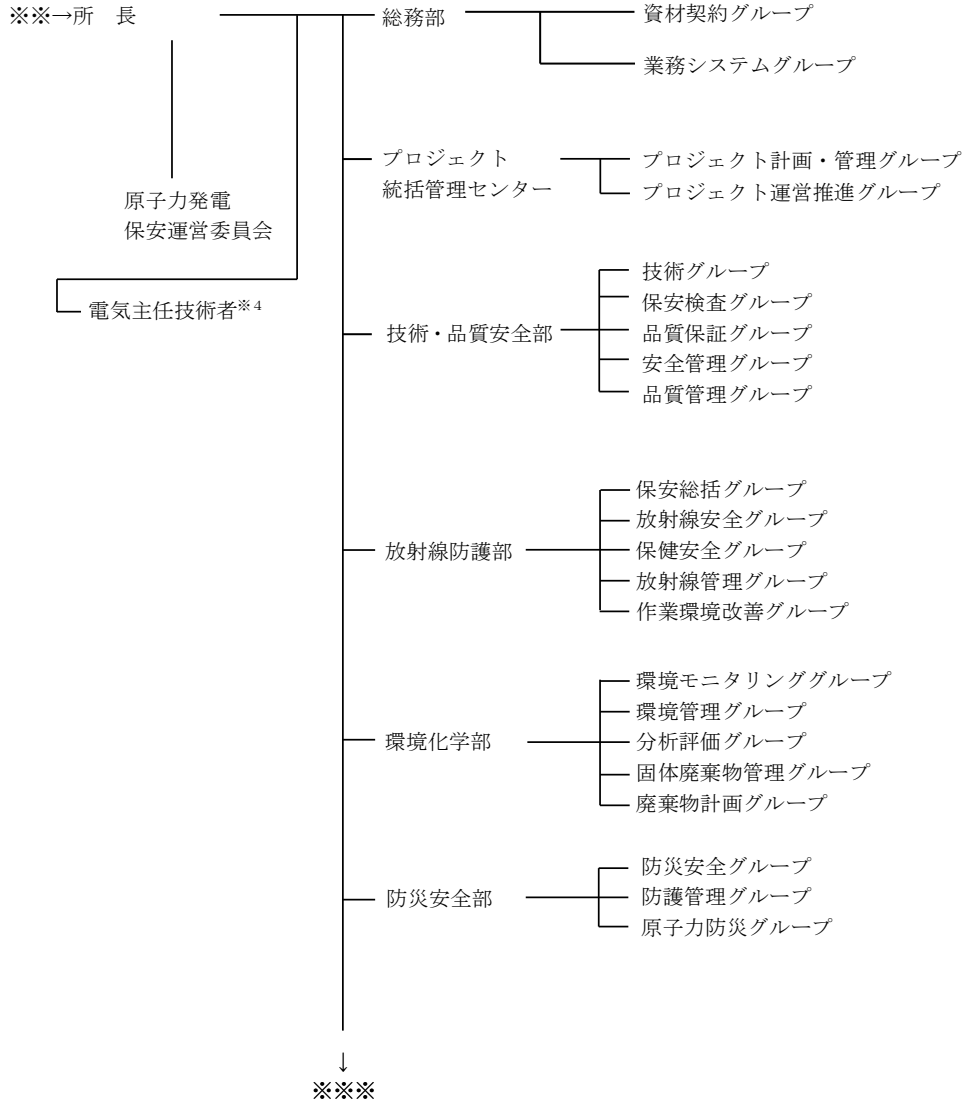 ※※→所　長
総務部
資材契約グループ
業務システムグループ
原子力発電
保安運営委員会
電気主任技術者※4
プロジェクト
統括管理センター
プロジェクト計画・管理グループ
プロジェクト運営推進グループ
技術・品質安全部
技術グループ
保安検査グループ
品質保証グループ
安全管理グループ
品質管理グループ
放射線防護部
保安総括グループ
放射線安全グループ
保健安全グループ
放射線管理グループ
作業環境改善グループ
環境化学部
環境モニタリンググループ
環境管理グループ
分析評価グループ
固体廃棄物管理グループ
廃棄物計画グループ
防災安全部
防災安全グループ
防護管理グループ
原子力防災グループ
↓
※※※